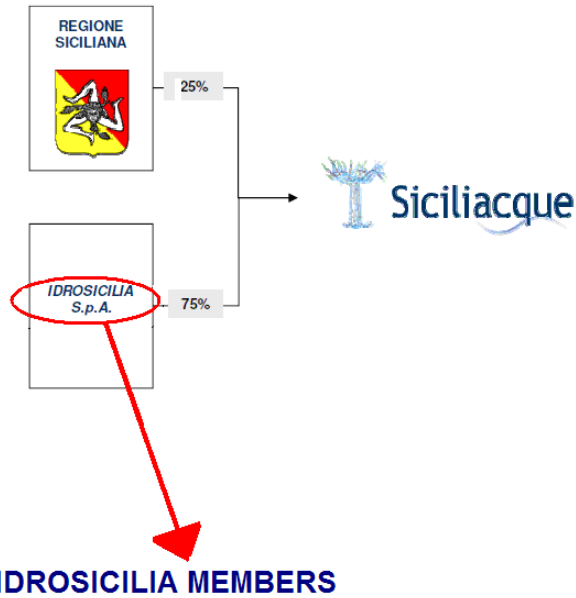 REGIONE
SICILIANA
25%
Siciliacque
IDROSICILIA
S.p.A.
75%
IDROSICILIA MEMBERS